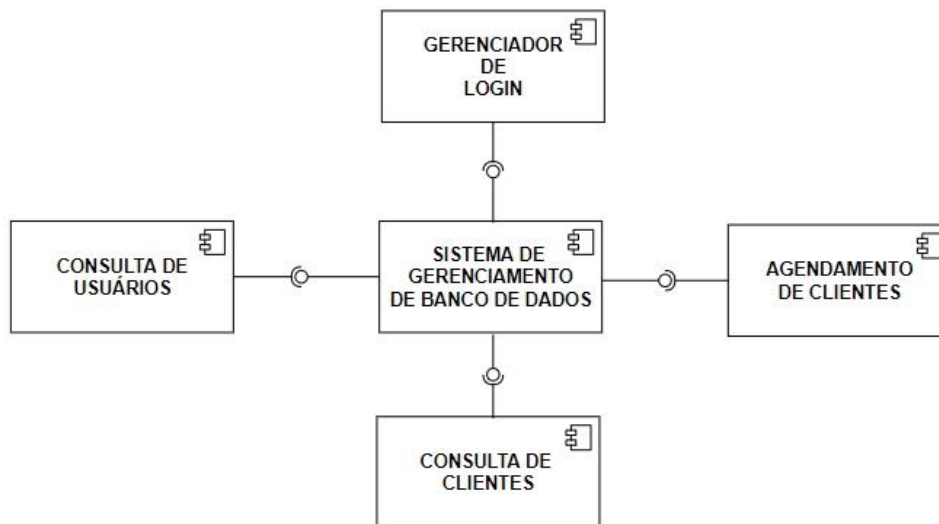 GERENCIADOR
DE
LOGIN
CONSULTA DE
USUÁRIOS
SISTEMA DE
GERENCIAMENTO
DE BANCO DE DADOS
AGENDAMENTO
DE CLIENTES
CONSULTA DE
CLIENTES